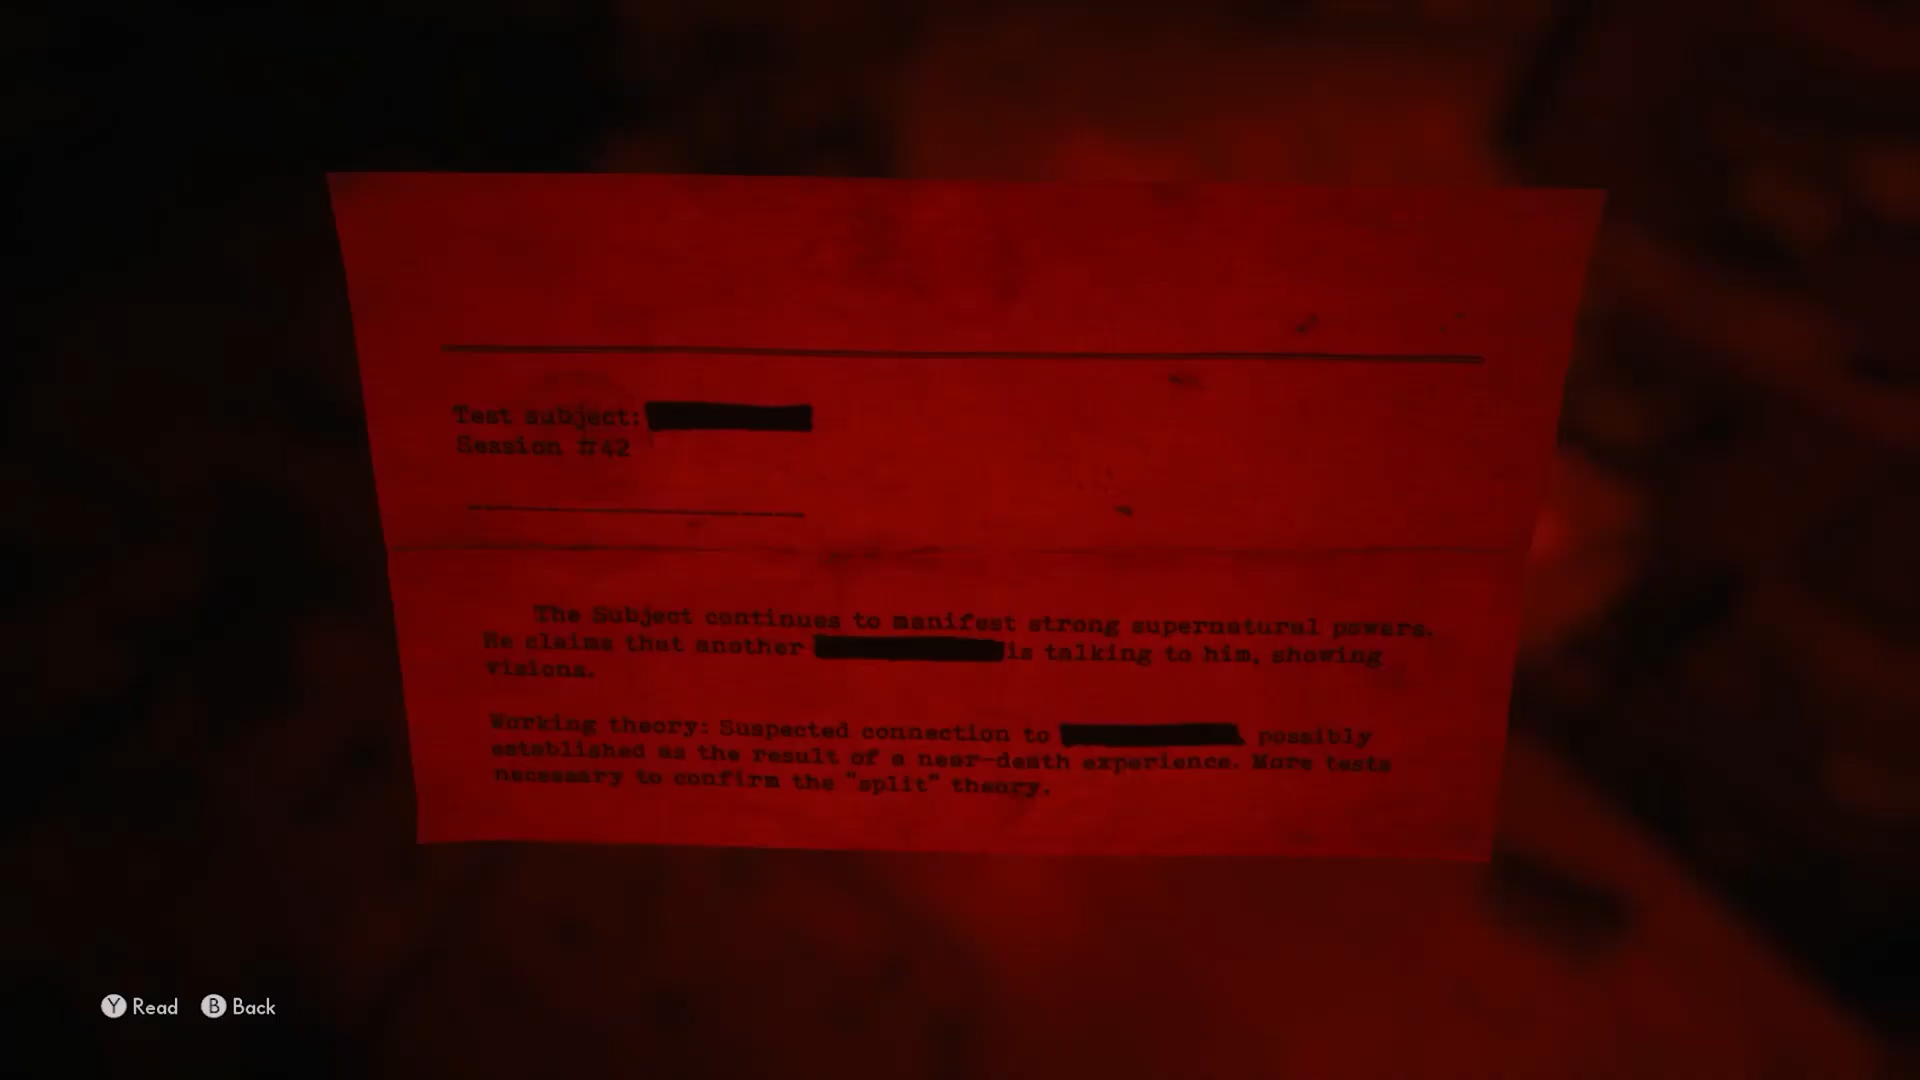 Test subject:
Session #42
The Subject continues to manifest strong supernatural powers.
He claims that another is talking to him, showing
visions.
Working theory: Suspected connection to possibly
established as the result of a near-death experience. More tests
necessary to confirm the "split" theory.
Y Read B Back